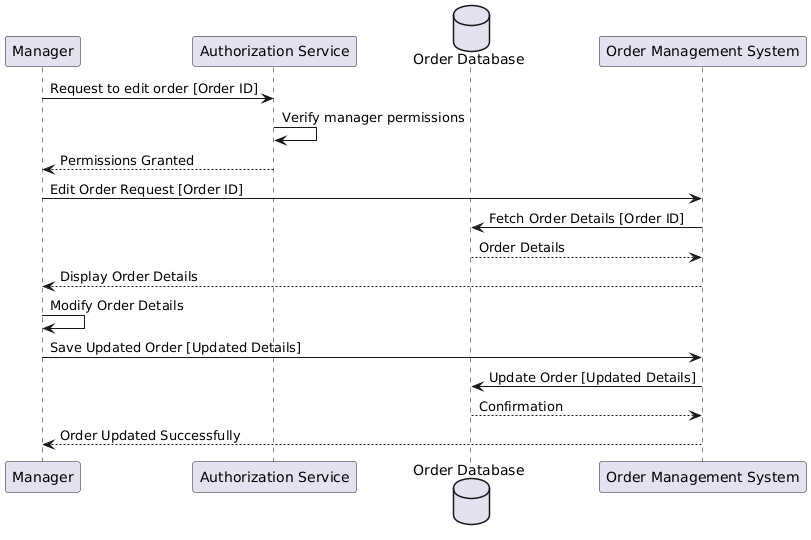 Manager
Authorization Service
Order Database
Order Management System
Request to edit order [Order ID]
Verify manager permissions
Permissions Granted
Edit Order Request [Order ID]
Fetch Order Details [Order ID]
Order Details
Display Order Details
Modify Order Details
Save Updated Order [Updated Details]
Update Order [Updated Details]
Confirmation
Order Updated Successfully
Manager
Authorization Service
Order Database
Order Management System